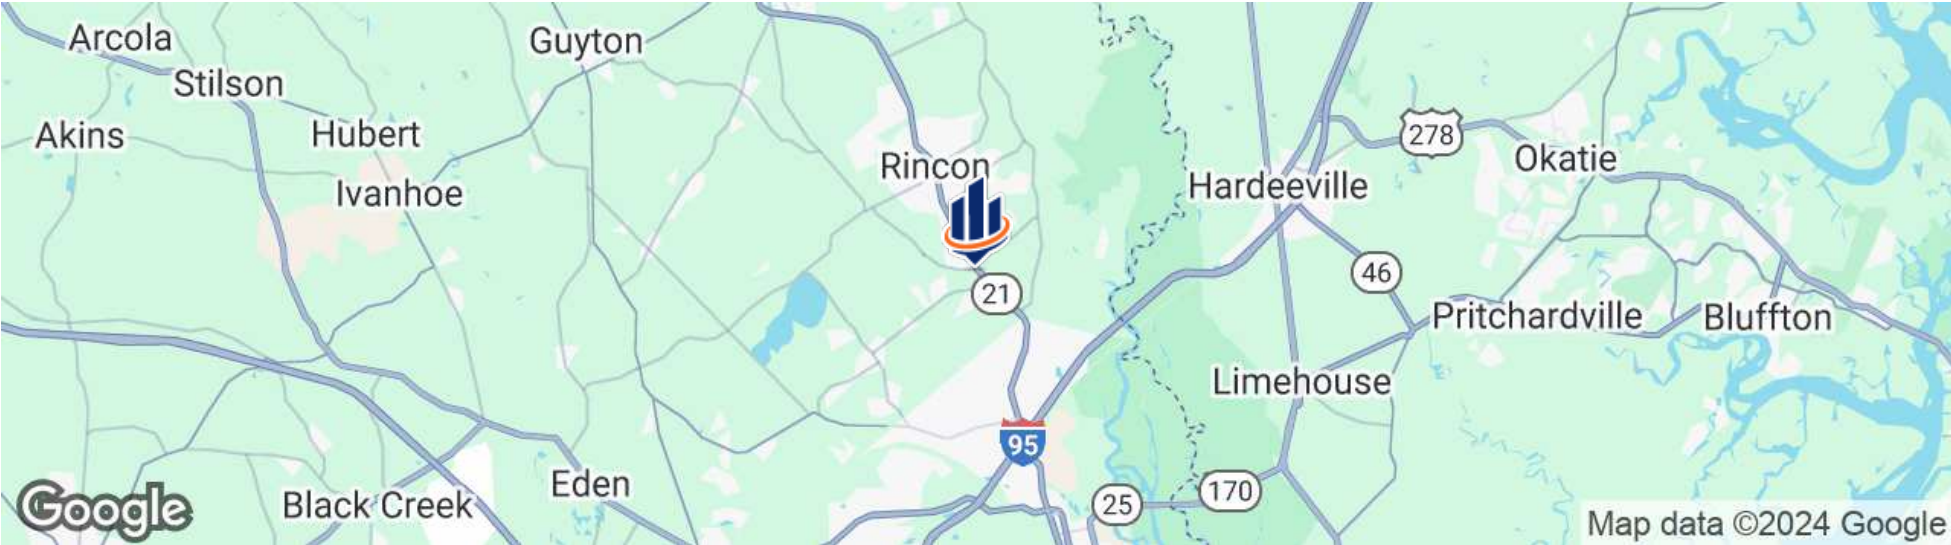 Arcola
Guyton
Stilson
Akins
Hubert
278
Okatie
Rincon
Hardeeville
Ivanhoe
46
21
Pritchardville
Bluffton
Limehouse
95
Eden
170
Black Creek
25
Google
Map data ©2024 Google